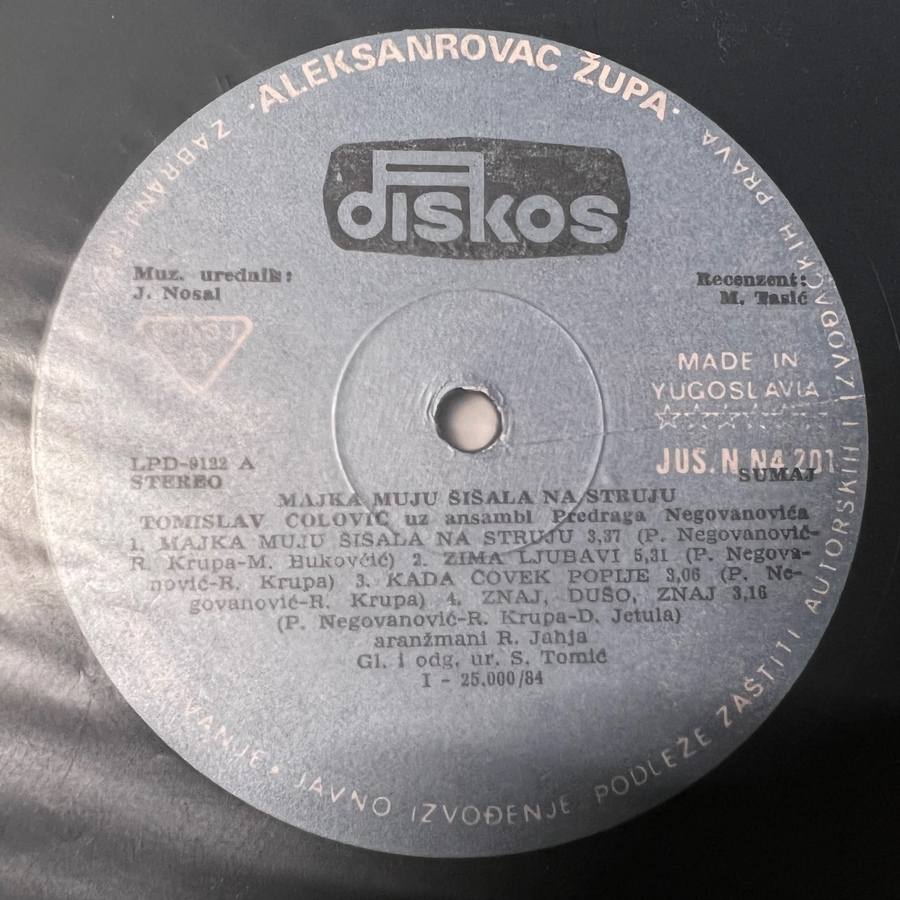 ·ALEKSANROVAC ŽUPA·
diskos
Muz. urednik:
J. Nosal
Recenzent:
M. Tasić
MADE IN
YUGOSLAVIA
JUS. N. N4.201
SUMAJ
LPD-9122 A
STEREO
MAJKA MUJU ŠIŠALA NA STRUJU
TOMISLAV ČOLOVIĆ uz ansambl Predraga Negovanovića
1. MAJKA MUJU ŠIŠALA NA STRUJU 3,37 (P. Negovanović-
R. Krupa-M. Bukovčić) 2. ZIMA LJUBAVI 5,31 (P. Negova-
nović-R. Krupa) 3. KADA ČOVEK POPIJE 3,06 (P. Ne-
govanović-R. Krupa) 4. ZNAJ, DUŠO, ZNAJ 3,16
(P. Negovanović-R. Krupa-D. Jetula)
aranžmani R. Jahja
Gl. i odg. ur. S. Tomić
I - 25.000/84
VANJE• JAVNO IZVOĐENJE PODLEŽE ZAŠTITI AUTORSKIH I IZVOĐAČKIH PRAVA